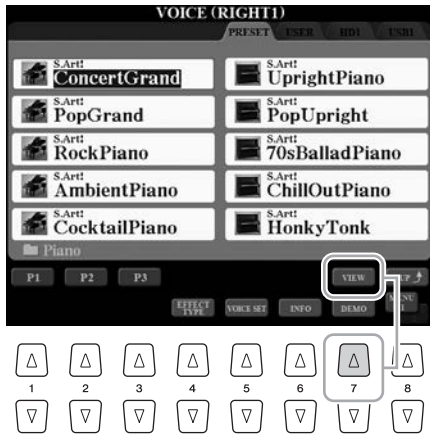 VOICE (RIGHT1)
PRESET USER HD1 USB1
S.Art!
ConcertGrand
S.Art!
UprightPiano
S.Art!
PopGrand
S.Art!
PopUpright
S.Art!
RockPiano
S.Art!
70sBalladPiano
S.Art!
AmbientPiano
S.Art!
ChillOutPiano
S.Art!
CocktailPiano
S.Art!
HonkyTonk
Piano
P1 P2 P3 VIEW
EFFECT TYPE VOICE SET INFO DEMO
1 2 3 4 5 6 7 8